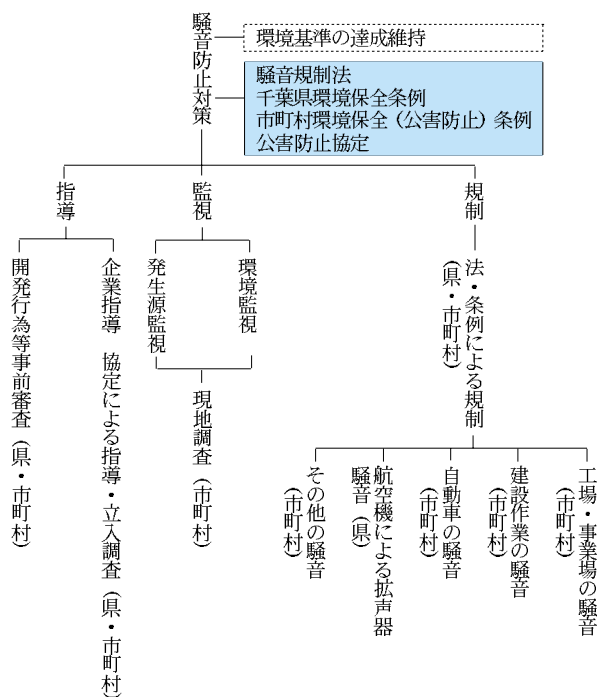 騒音防止対策
環境基準の達成維持
騒音規制法
千葉県環境保全条例
市町村環境保全（公害防止）条例
公害防止協定
規制
法・条例による規制
（県・市町村）
工場・事業場の騒音
（市町村）
建設作業の騒音
（市町村）
自動車の騒音
（市町村）
航空機による拡声器
騒音（県）
その他の騒音
（市町村）
監視
環境監視
発生源監視
現地調査（市町村）
指導
企業指導　協定による指導・立入調査（県・市町村）
開発行為等事前審査（県・市町村）